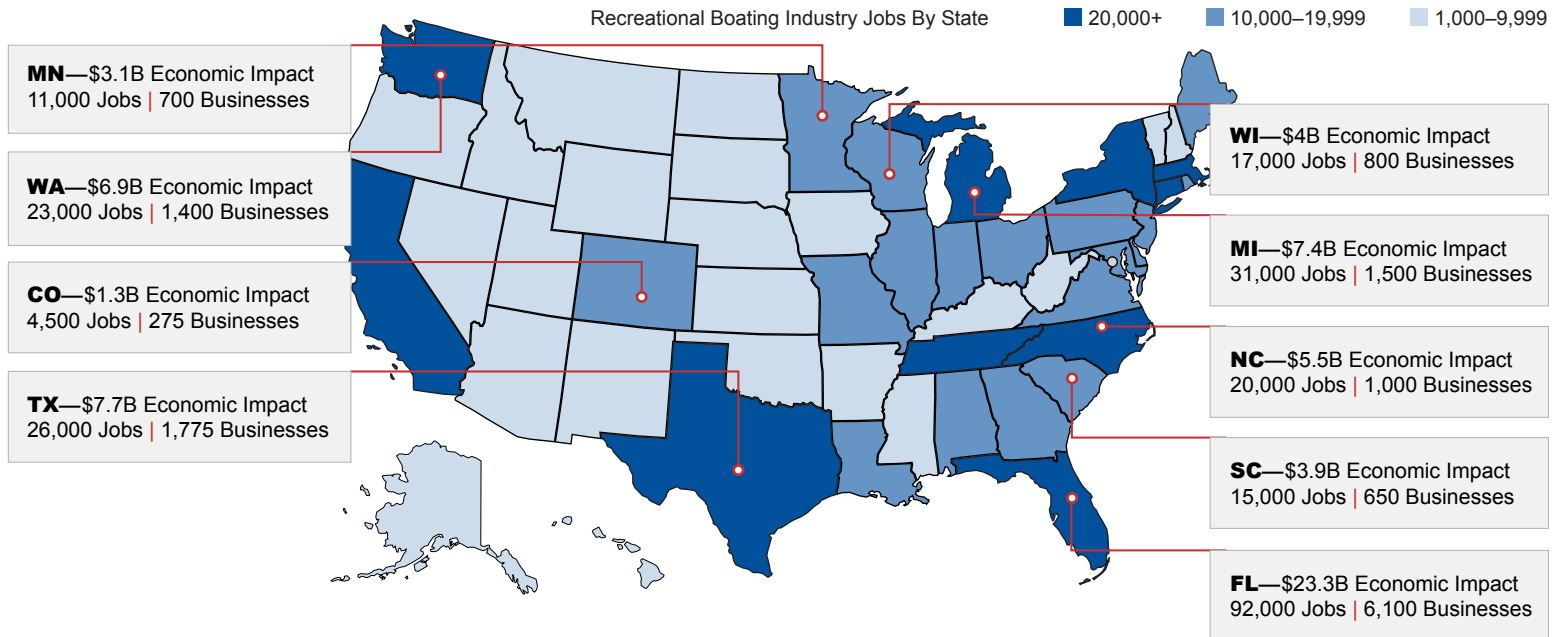 Recreational Boating Industry Jobs By State
20,000+
10,000–19,999
1,000–9,999
MN—$3.1B Economic Impact
11,000 Jobs | 700 Businesses
WA—$6.9B Economic Impact
23,000 Jobs | 1,400 Businesses
CO—$1.3B Economic Impact
4,500 Jobs | 275 Businesses
TX—$7.7B Economic Impact
26,000 Jobs | 1,775 Businesses
WI—$4B Economic Impact
17,000 Jobs | 800 Businesses
MI—$7.4B Economic Impact
31,000 Jobs | 1,500 Businesses
NC—$5.5B Economic Impact
20,000 Jobs | 1,000 Businesses
SC—$3.9B Economic Impact
15,000 Jobs | 650 Businesses
FL—$23.3B Economic Impact
92,000 Jobs | 6,100 Businesses